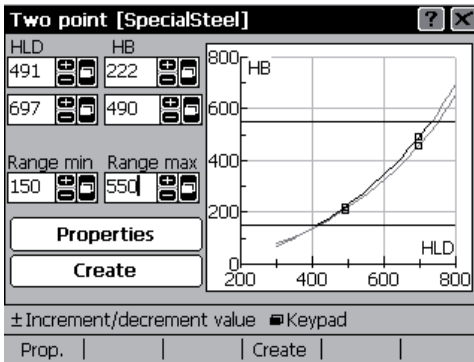 Two point [SpecialSteel] ? X
HLD HB
491 222
697 490
Range min Range max
150 550
Properties
Create
800
600
400
200
0
HB
HLD
200 400 600 800
±Increment/decrement value Keypad
Prop. | | | Create | |